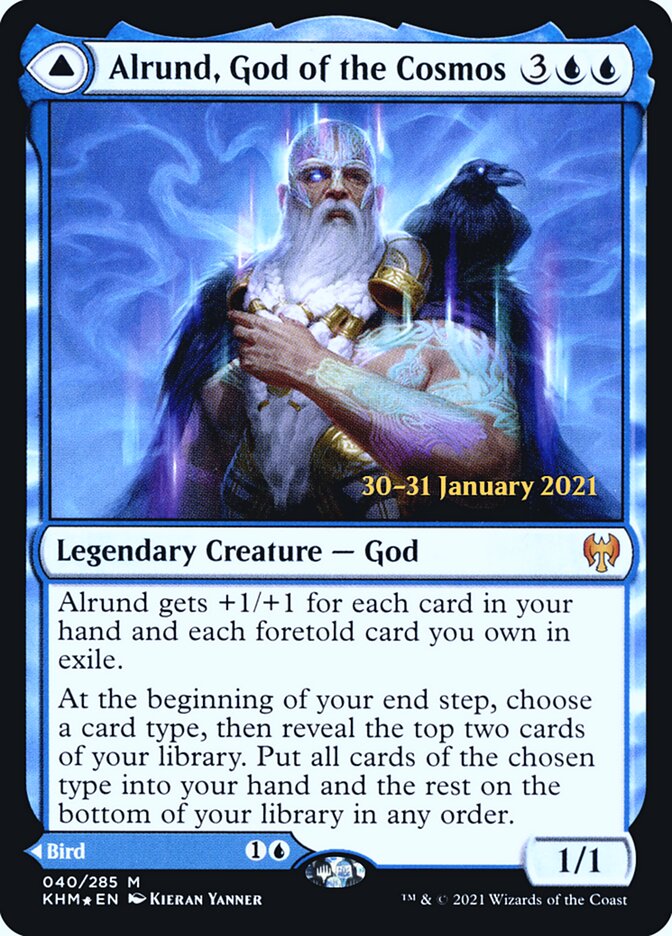 Alrund, God of the Cosmos 3
30–31 January 2021
Legendary Creature — God
Alrund gets +1/+1 for each card in your
hand and each foretold card you own in
exile.
At the beginning of your end step, choose
a card type, then reveal the top two cards
of your library. Put all cards of the chosen
type into your hand and the rest on the
bottom of your library in any order.
Bird 1
1/1
040/285 M
KHM★EN KIERAN YANNER
™ & © 2021 Wizards of the Coast